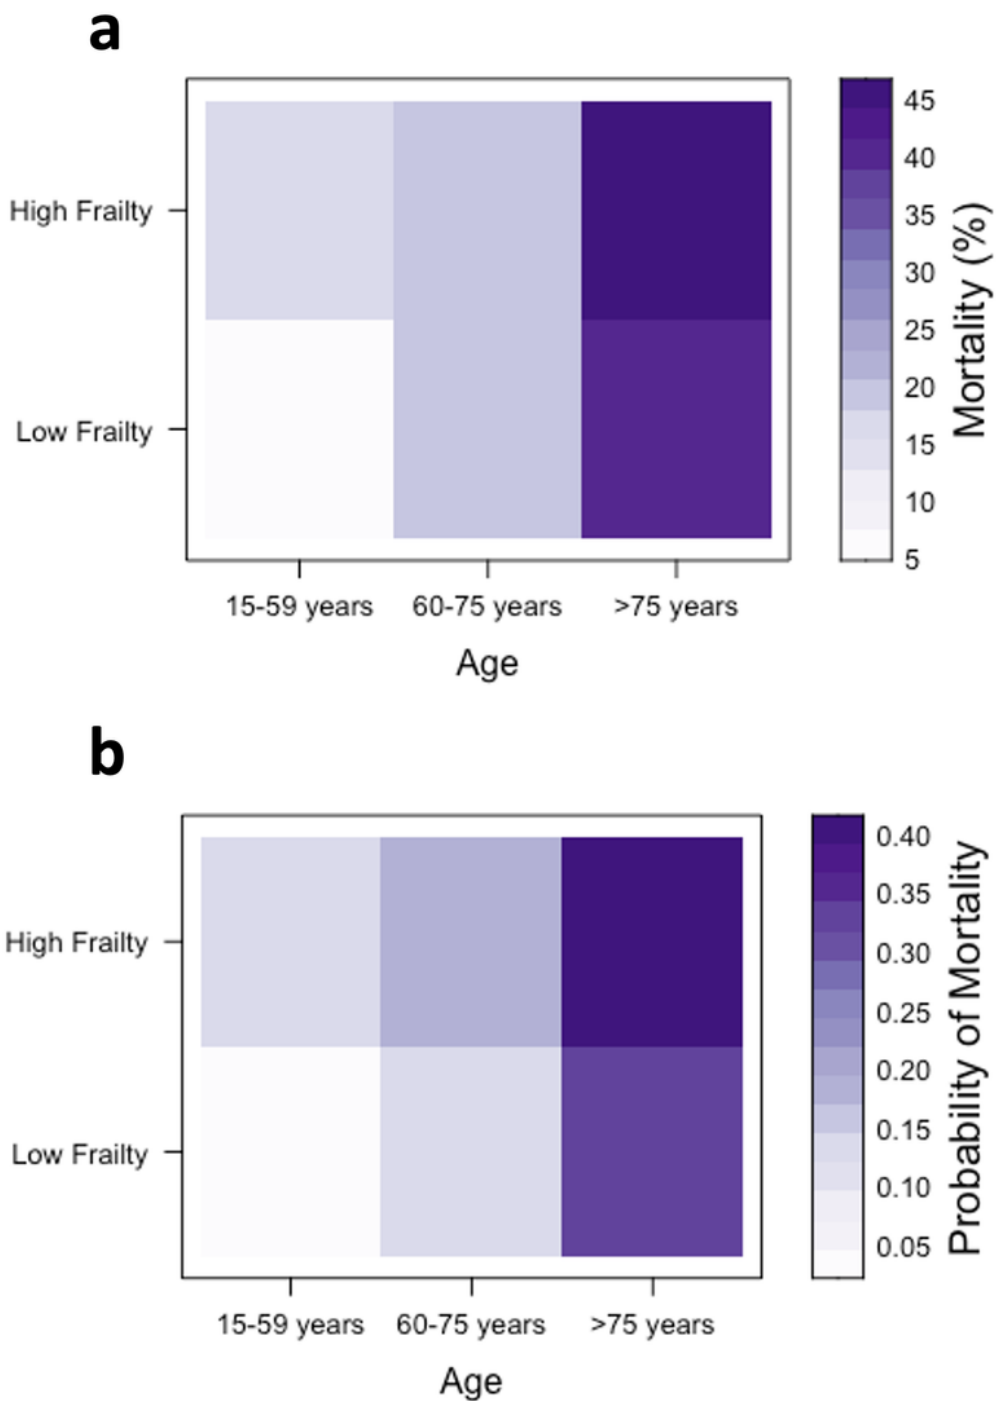 a
High Frailty
Low Frailty
15-59 years 60-75 years >75 years
Age
45
40
35
30
25
20
15
10
5
Mortality (%)
b
High Frailty
Low Frailty
15-59 years 60-75 years >75 years
Age
0.40
0.35
0.30
0.25
0.20
0.15
0.10
0.05
Probability of Mortality